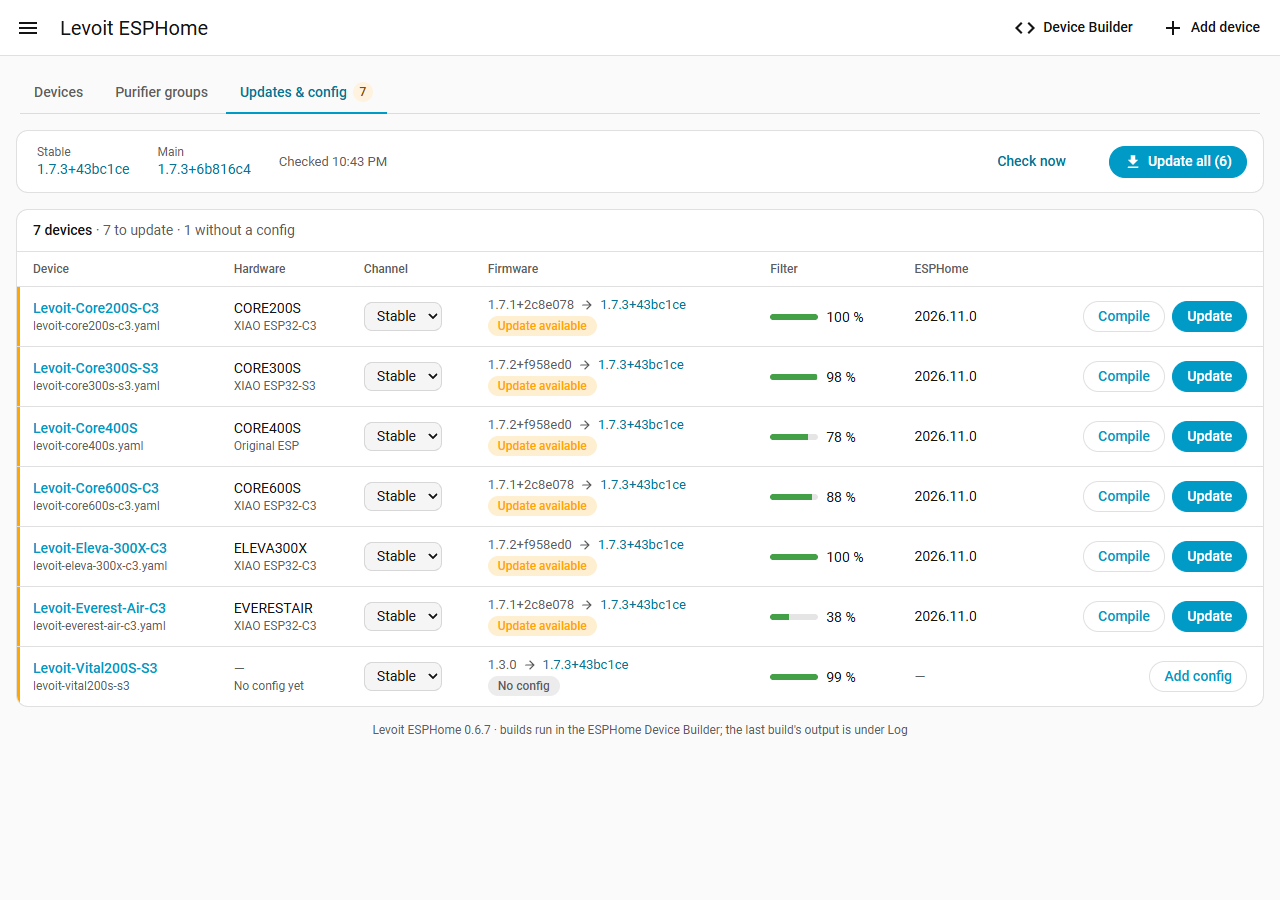 Levoit ESPHome
Device Builder
Add device
Devices
Purifier groups
Updates & config 7
Stable
1.7.3+43bc1ce
Main
1.7.3+6b816c4
Checked 10:43 PM
Check now
Update all (6)
7 devices · 7 to update · 1 without a config
Device Hardware Channel Firmware Filter ESPHome
Levoit-Core200S-C3
levoit-core200s-c3.yaml
CORE200S
XIAO ESP32-C3
Stable
1.7.1+2c8e078 → 1.7.3+43bc1ce
Update available
100 %
2026.11.0
Compile
Update
Levoit-Core300S-S3
levoit-core300s-s3.yaml
CORE300S
XIAO ESP32-S3
Stable
1.7.2+f958ed0 → 1.7.3+43bc1ce
Update available
98 %
2026.11.0
Compile
Update
Levoit-Core400S
levoit-core400s.yaml
CORE400S
Original ESP
Stable
1.7.2+f958ed0 → 1.7.3+43bc1ce
Update available
78 %
2026.11.0
Compile
Update
Levoit-Core600S-C3
levoit-core600s-c3.yaml
CORE600S
XIAO ESP32-C3
Stable
1.7.1+2c8e078 → 1.7.3+43bc1ce
Update available
88 %
2026.11.0
Compile
Update
Levoit-Eleva-300X-C3
levoit-eleva-300x-c3.yaml
ELEVA300X
XIAO ESP32-C3
Stable
1.7.2+f958ed0 → 1.7.3+43bc1ce
Update available
100 %
2026.11.0
Compile
Update
Levoit-Everest-Air-C3
levoit-everest-air-c3.yaml
EVERESTAIR
XIAO ESP32-C3
Stable
1.7.1+2c8e078 → 1.7.3+43bc1ce
Update available
38 %
2026.11.0
Compile
Update
Levoit-Vital200S-S3
levoit-vital200s-s3
—
No config yet
Stable
1.3.0 → 1.7.3+43bc1ce
No config
99 %
—
Add config
Levoit ESPHome 0.6.7 · builds run in the ESPHome Device Builder; the last build's output is under Log